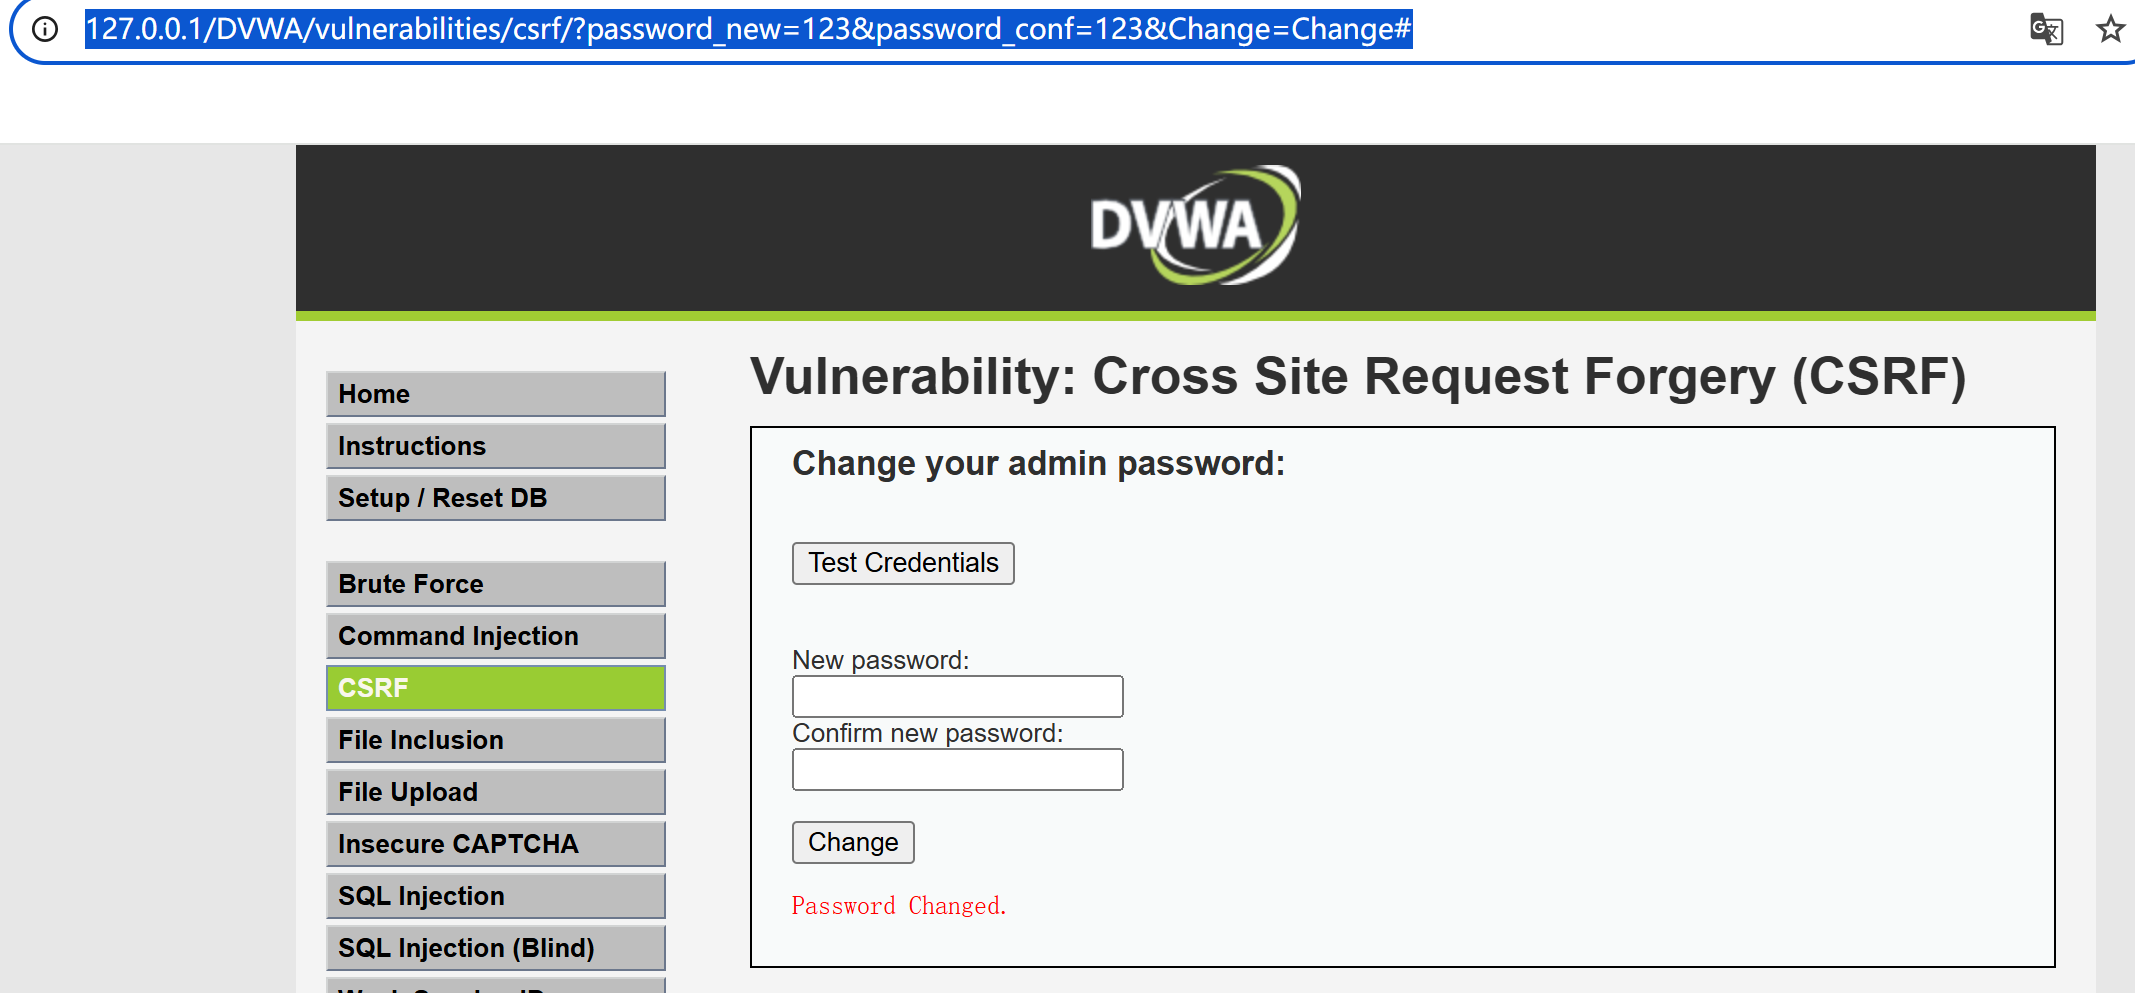 127.0.0.1/DVWA/vulnerabilities/csrf/?password_new=123&password_conf=123&Change=Change#
DVWA
Home
Instructions
Setup / Reset DB
Brute Force
Command Injection
CSRF
File Inclusion
File Upload
Insecure CAPTCHA
SQL Injection
SQL Injection (Blind)
Vulnerability: Cross Site Request Forgery (CSRF)
Change your admin password:
Test Credentials
New password:
Confirm new password:
Change
Password Changed.